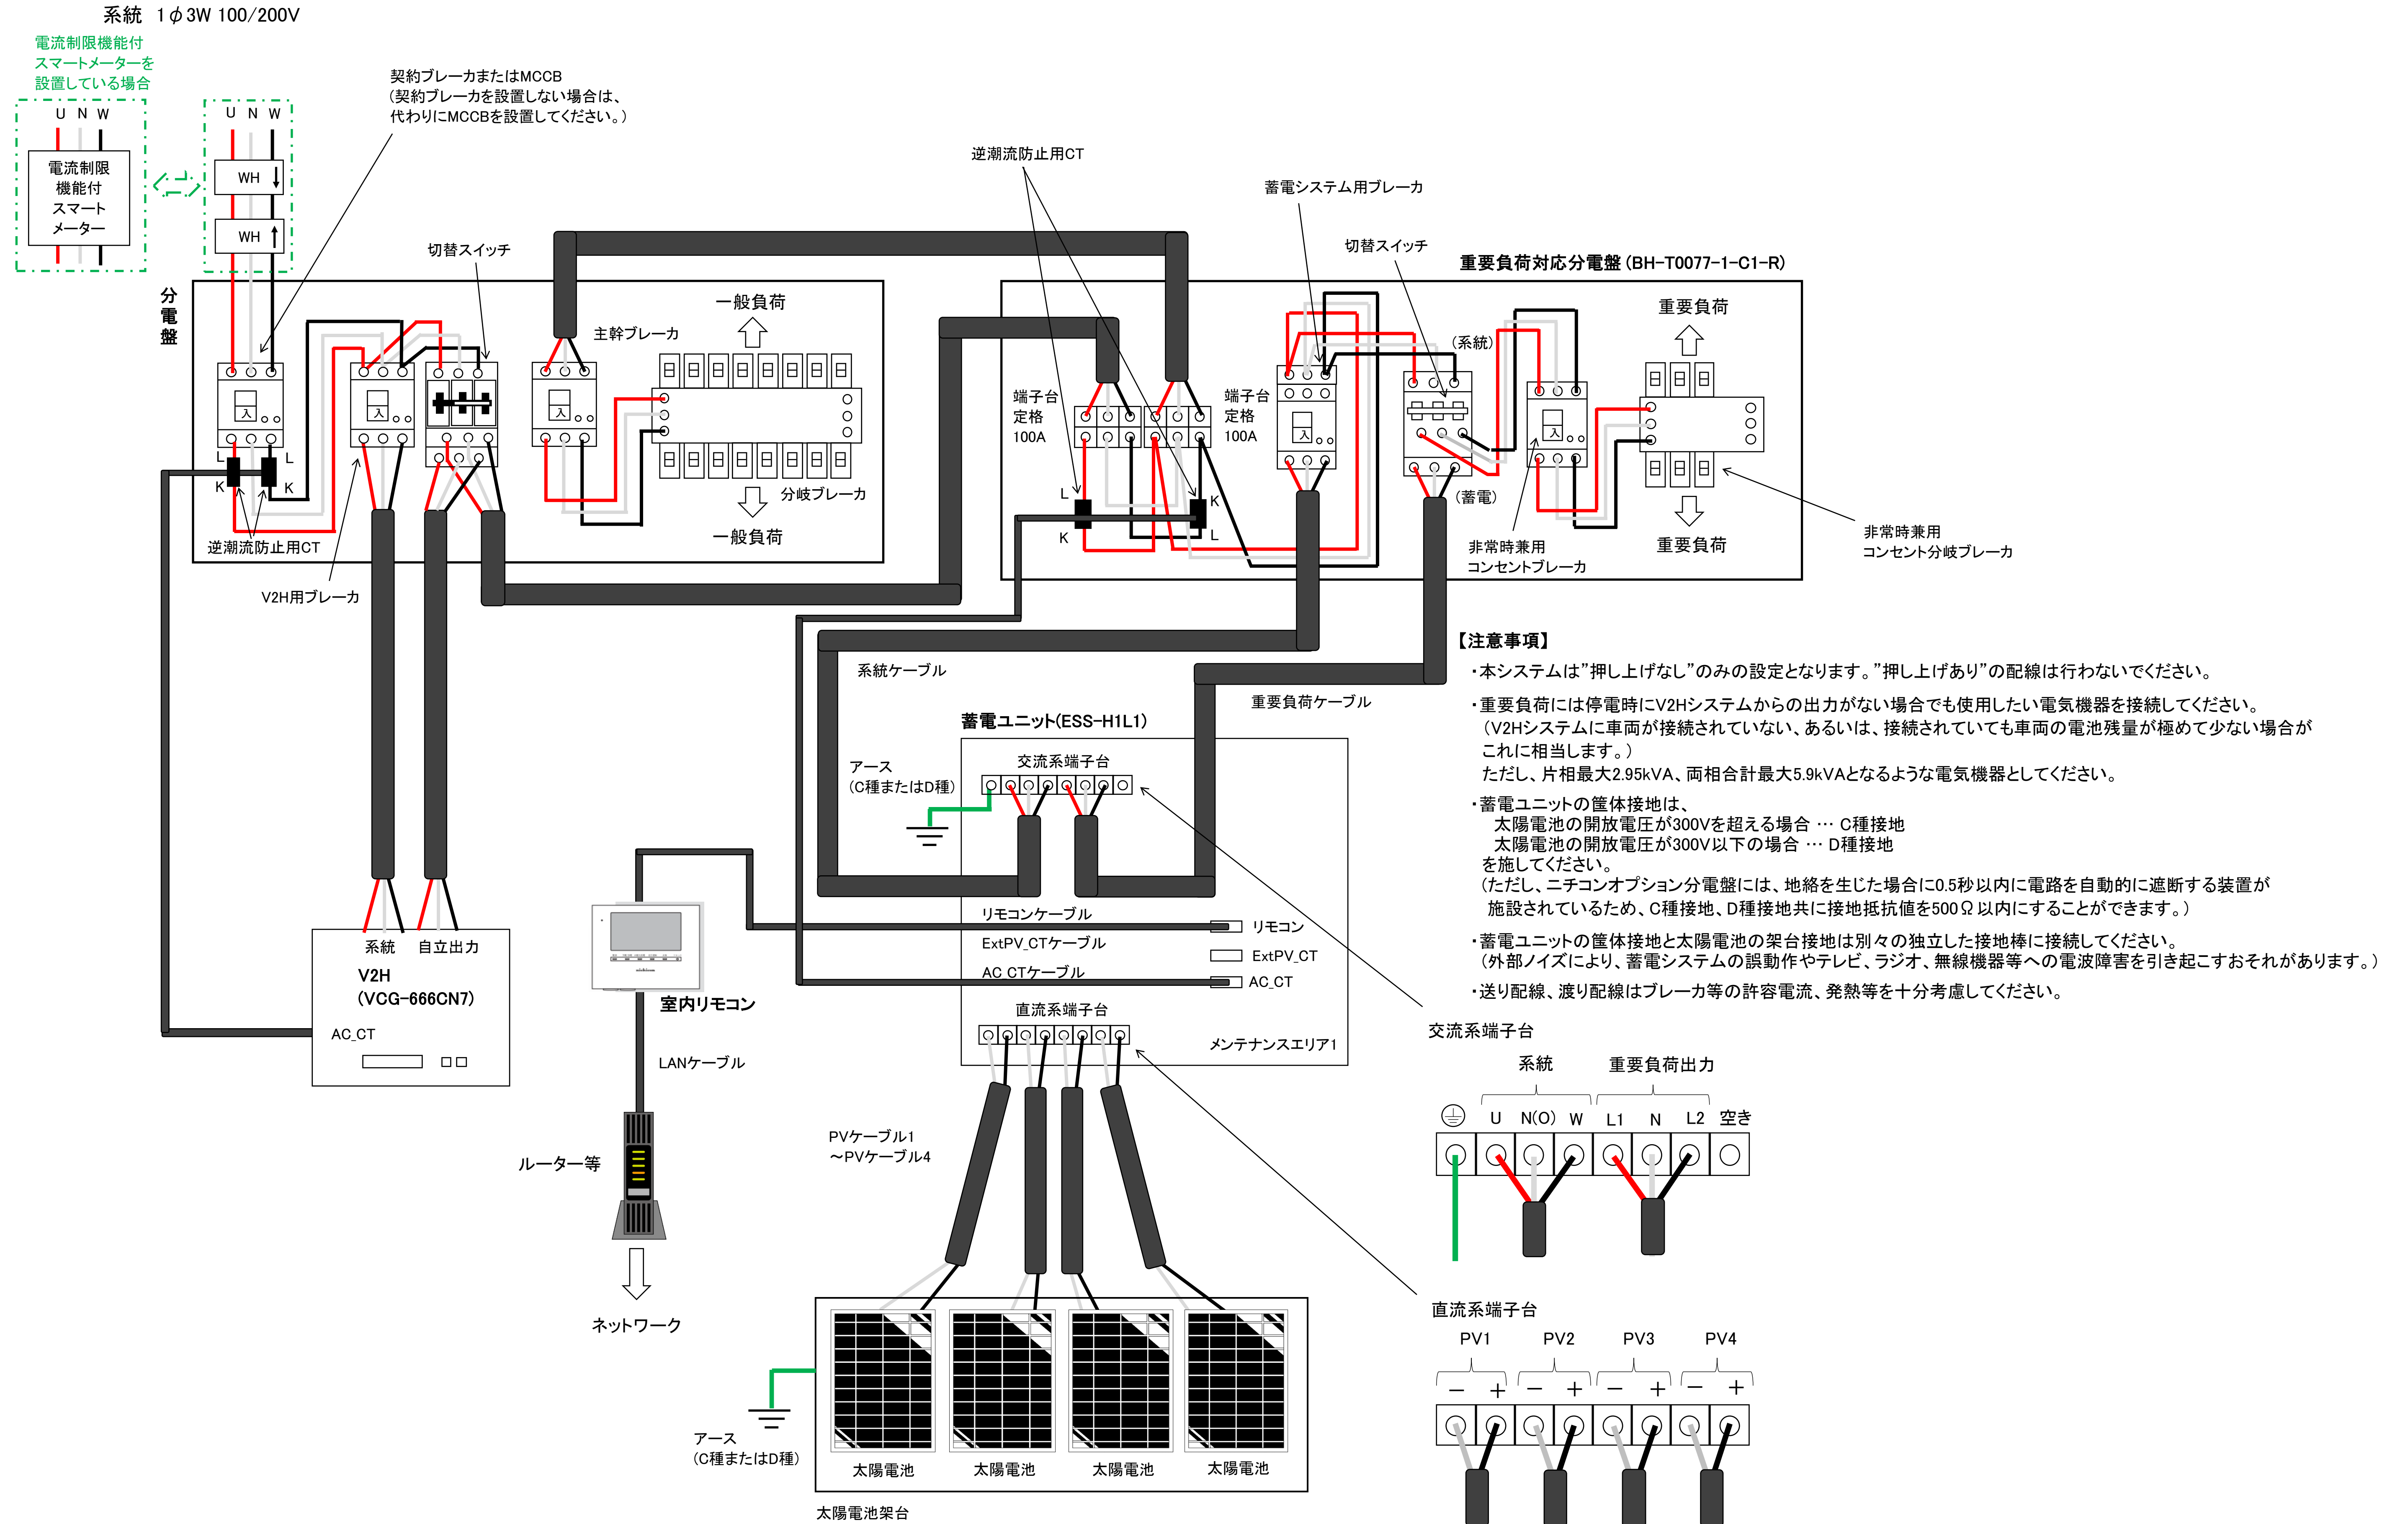 系統 1φ3W 100/200V
電流制限機能付
スマートメーターを
設置している場合
U N W
電流制限
機能付
スマート
メーター
U N W
WH
WH
契約ブレーカまたはMCCB
(契約ブレーカを設置しない場合は、
代わりにMCCBを設置してください。)
切替スイッチ
分電盤
入
入
L
K
L
K
逆潮流防止用CT
V2H用ブレーカ
主幹ブレーカ
入
一般負荷
分岐ブレーカ
一般負荷
逆潮流防止用CT
蓄電システム用ブレーカ
切替スイッチ
重要負荷対応分電盤(BH-T0077-1-C1-R)
端子台
定格
100A
端子台
定格
100A
入
(系統)
(蓄電)
L
K
K
L
入
重要負荷
重要負荷
非常時兼用
コンセントブレーカ
非常時兼用
コンセント分岐ブレーカ
系統ケーブル
重要負荷ケーブル
【注意事項】
・本システムは”押し上げなし”のみの設定となります。”押し上げあり”の配線は行わないでください。
・重要負荷には停電時にV2Hシステムからの出力がない場合でも使用したい電気機器を接続してください。
(V2Hシステムに車両が接続されていない、あるいは、接続されていても車両の電池残量が極めて少ない場合が
これに相当します。)
ただし、片相最大2.95kVA、両相合計最大5.9kVAとなるような電気機器としてください。
・蓄電ユニットの筐体接地は、
太陽電池の開放電圧が300Vを超える場合 … C種接地
太陽電池の開放電圧が300V以下の場合 … D種接地
を施してください。
(ただし、ニチコンオプション分電盤には、地絡を生じた場合に0.5秒以内に電路を自動的に遮断する装置が
施設されているため、C種接地、D種接地共に接地抵抗値を500Ω以内にすることができます。)
・蓄電ユニットの筐体接地と太陽電池の架台接地は別々の独立した接地棒に接続してください。
(外部ノイズにより、蓄電システムの誤動作やテレビ、ラジオ、無線機器等への電波障害を引き起こすおそれがあります。)
・送り配線、渡り配線はブレーカ等の許容電流、発熱等を十分考慮してください。
蓄電ユニット(ESS-H1L1)
アース
(C種またはD種)
交流系端子台
リモコンケーブル
リモコン
ExtPV_CTケーブル
ExtPV_CT
AC_CTケーブル
AC_CT
直流系端子台
メンテナンスエリア1
系統 自立出力
V2H
(VCG-666CN7)
AC_CT
室内リモコン
LANケーブル
ルーター等
ネットワーク
PVケーブル1
～PVケーブル4
アース
(C種またはD種)
太陽電池
太陽電池
太陽電池
太陽電池
太陽電池架台
交流系端子台
系統 重要負荷出力
U N(O) W L1 N L2 空き
直流系端子台
PV1 PV2 PV3 PV4
－ ＋ － ＋ － ＋ － ＋